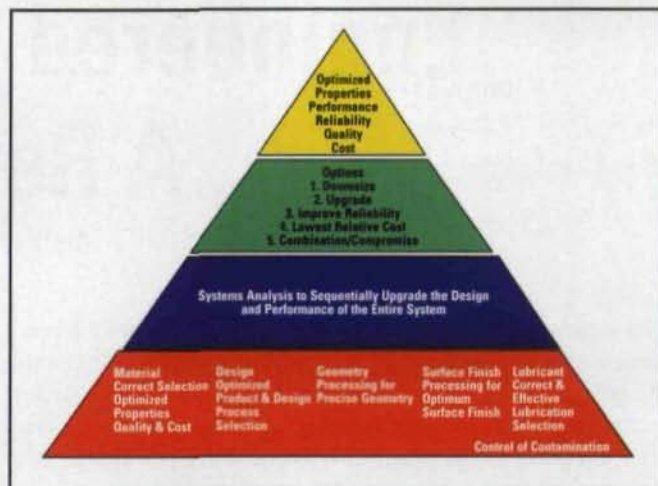 Optimized
Properties
Performance
Reliability
Quality
Cost
Options
1. Downsize
2. Upgrade
3. Improve Reliability
4. Lowest Relative Cost
5. Combination/Compromise
Systems Analysis to Sequentially Upgrade the Design
and Performance of the Entire System
Material
Correct Selection
Optimized
Properties
Quality & Cost
Design
Optimized
Product & Design
Process
Selection
Geometry
Processing for
Precise Geometry
Surface Finish
Processing for
Optimum
Surface Finish
Lubricant
Correct &
Effective
Lubrication
Selection
Control of Contamination